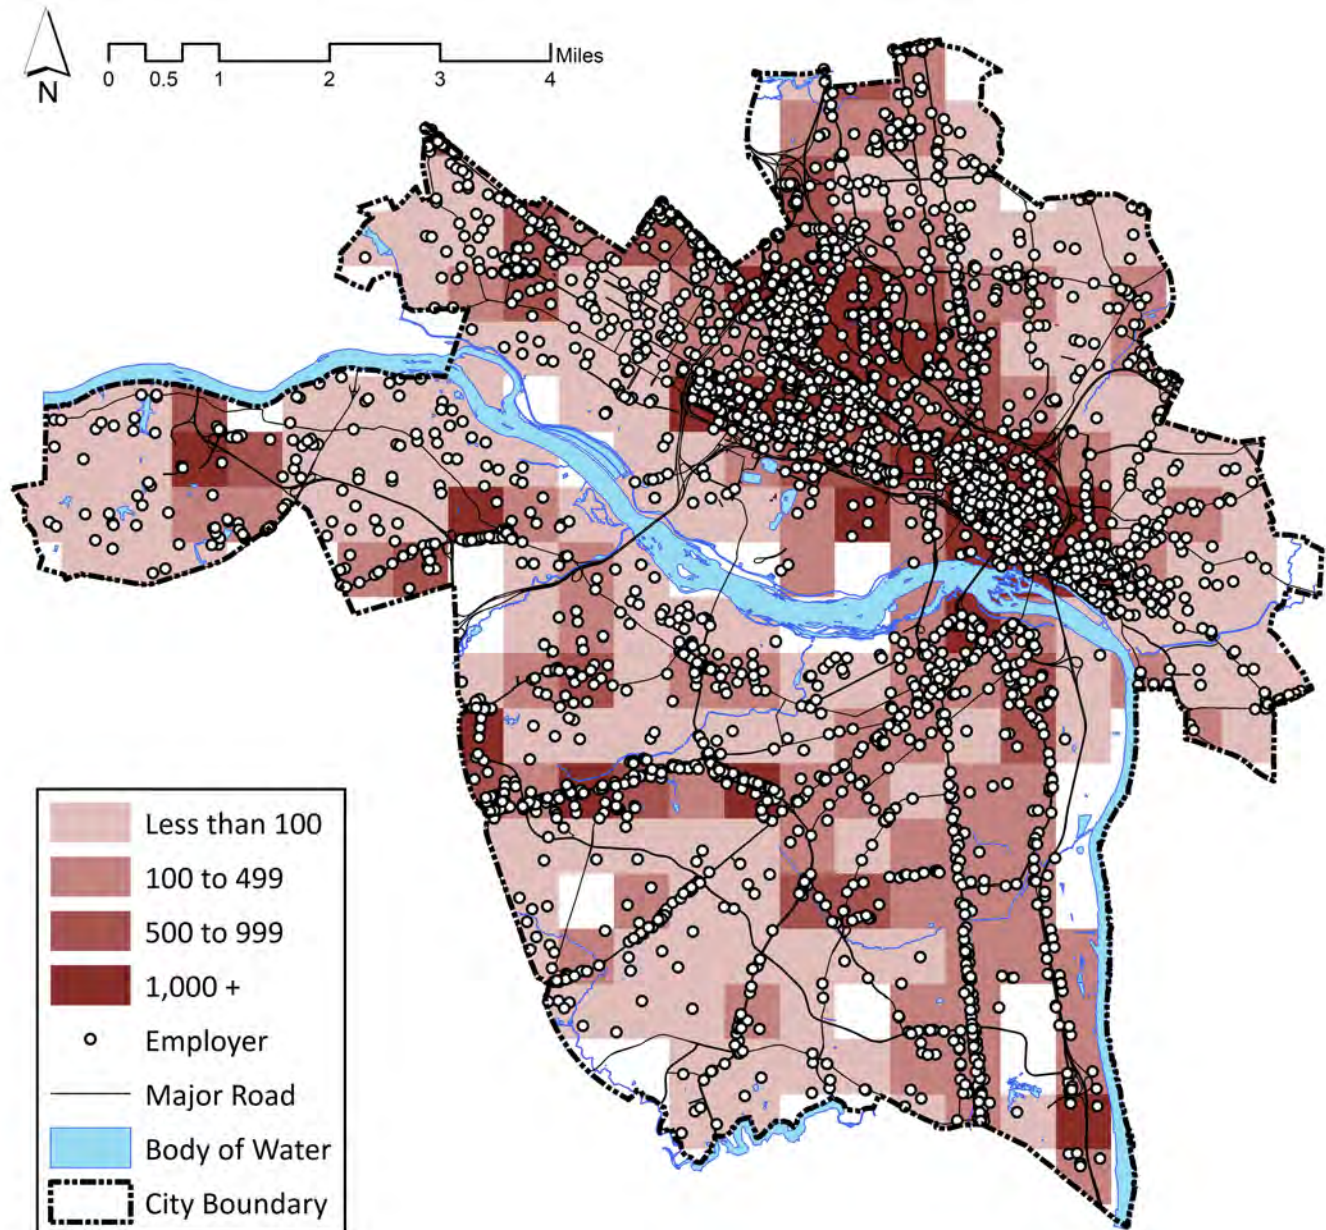 N
0 0.5 1 2 3 4 Miles
Less than 100
100 to 499
500 to 999
1,000 +
Employer
Major Road
Body of Water
City Boundary